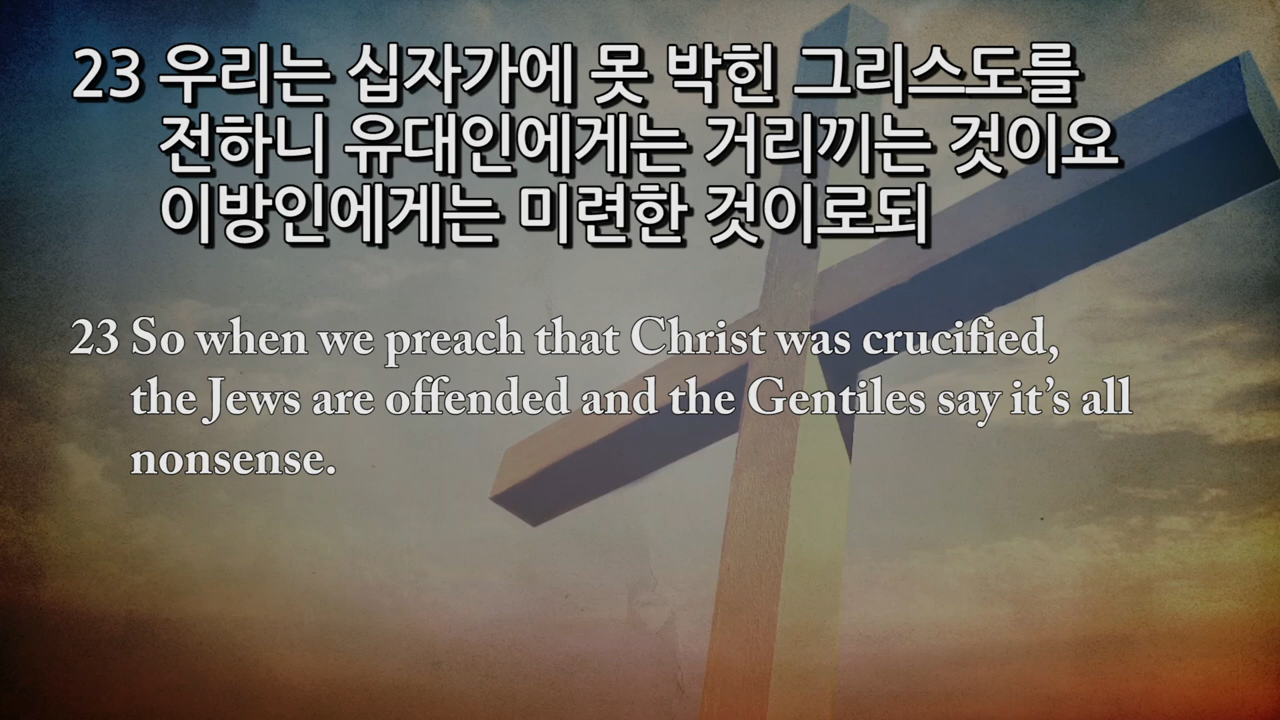 23 우리는 십자가에 못 박힌 그리스도를
전하니 유대인에게는 거리끼는 것이요
이방인에게는 미련한 것이로되
23 So when we preach that Christ was crucified,
the Jews are offended and the Gentiles say it’s all
nonsense.